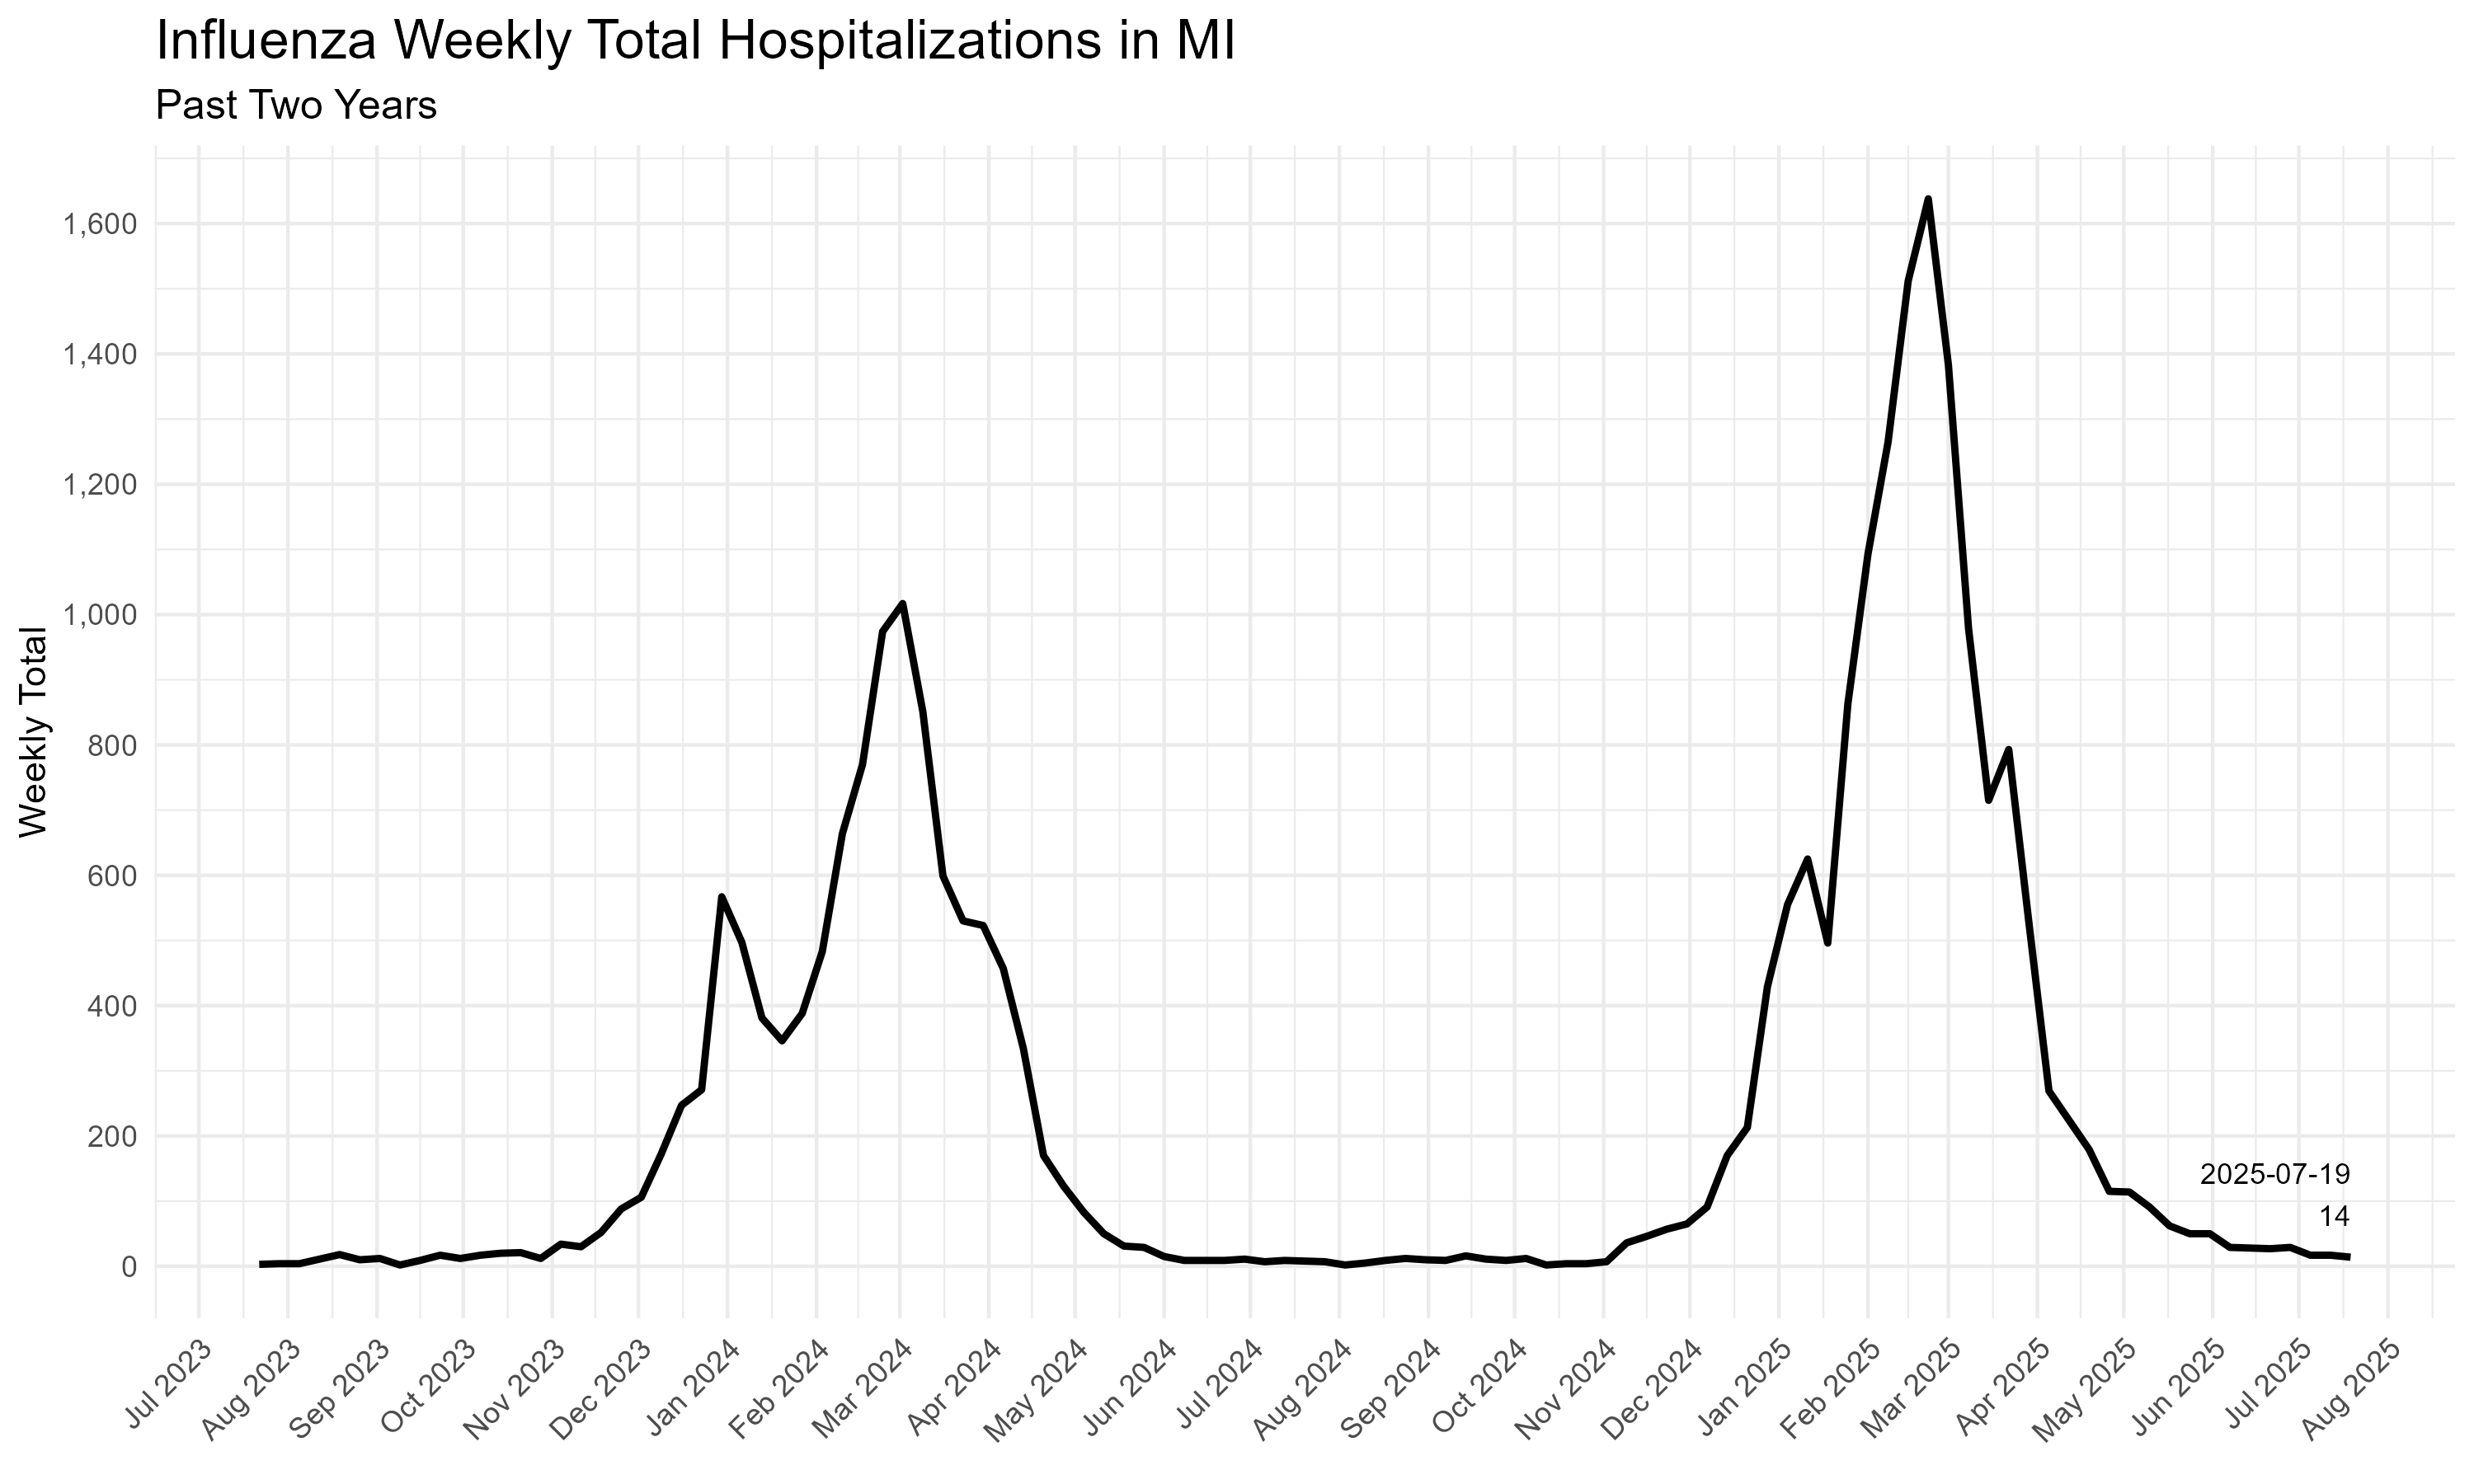 Influenza Weekly Total Hospitalizations in MI
Past Two Years
Weekly Total
1,600
1,400
1,200
1,000
800
600
400
200
0
2025-07-19
14
Jul 2023
Aug 2023
Sep 2023
Oct 2023
Nov 2023
Dec 2023
Jan 2024
Feb 2024
Mar 2024
Apr 2024
May 2024
Jun 2024
Jul 2024
Aug 2024
Sep 2024
Oct 2024
Nov 2024
Dec 2024
Jan 2025
Feb 2025
Mar 2025
Apr 2025
May 2025
Jun 2025
Jul 2025
Aug 2025